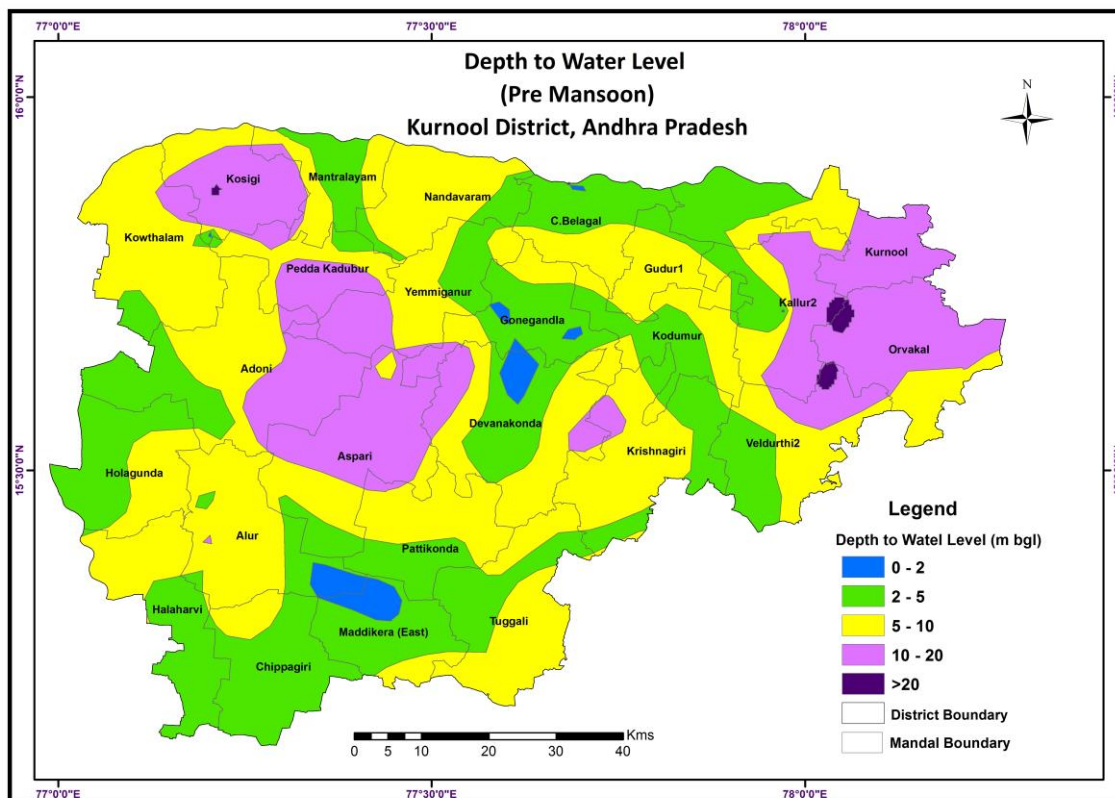 77°0'0"E 77°30'0"E 78°0'0"E
Depth to Water Level
(Pre Mansoon)
Kurnool District, Andhra Pradesh
N
16°0'0"N
15°30'0"N
Kosigi
Mantralayam
Nandavaram
C.Belagal
Kowthalam
Kurnool
Pedda Kadubur
Gudur1
Yemmiganur
Kallur2
Gonegandla
Kodumur
Orvakal
Adoni
Devanakonda
Veldurthi2
Aspari
Krishnagiri
Holagunda
Alur
Pattikonda
Halaharvi
Tuggali
Maddikera (East)
Chippagiri
Legend
Depth to Watel Level (m bgl)
0 - 2
2 - 5
5 - 10
10 - 20
>20
District Boundary
Mandal Boundary
Kms
0 5 10 20 30 40
77°0'0"E 77°30'0"E 78°0'0"E